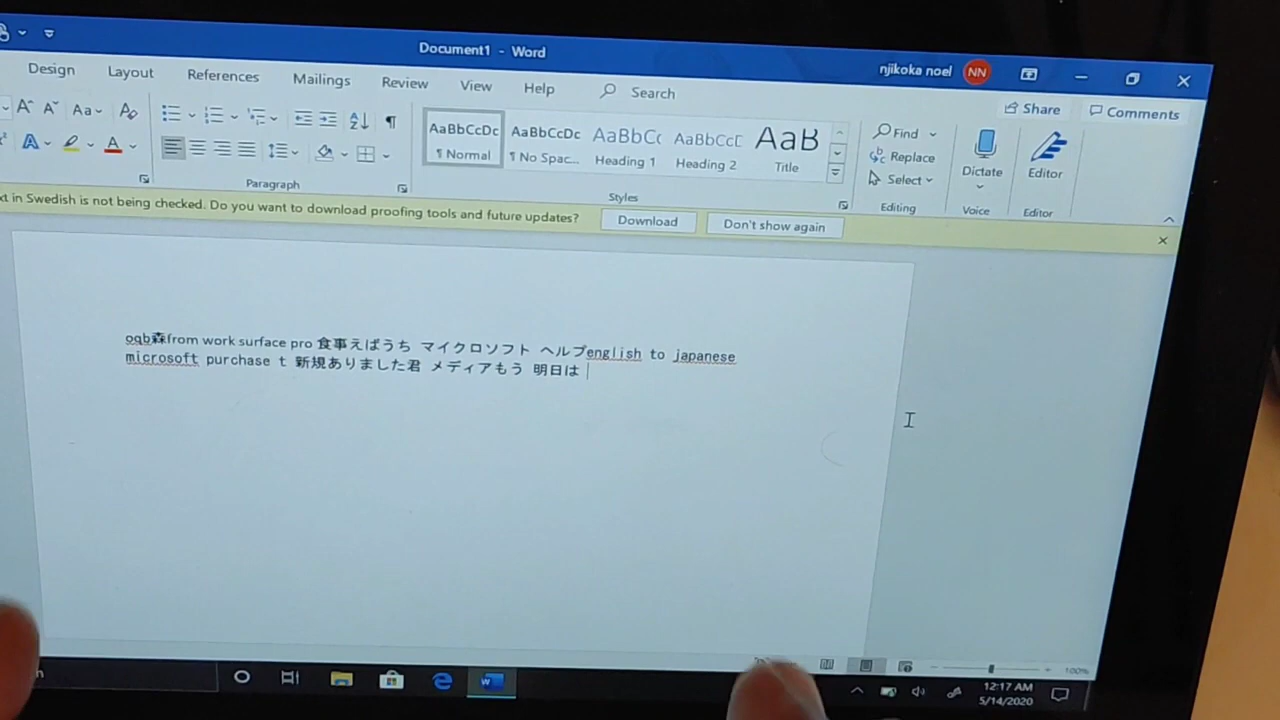 Document1 - Word
njikoka noel
NN
Design Layout References Mailings Review View Help Search
Share Comments
Aa
Paragraph
AaBbCcDc
¶ Normal
AaBbCcDc
¶ No Spac...
AaBbCc
Heading 1
AaBbCcD
Heading 2
AaB
Title
Styles
Find
Replace
Select
Editing
Dictate
Voice
Editor
Editor
in Swedish is not being checked. Do you want to download proofing tools and future updates?
Download
Don't show again
oqb森from work surface pro 食事えばうち マイクロソフト ヘルプenglish to japanese
microsoft purchase t 新規ありました君 メディアもう 明日は
100%
12:17 AM
5/14/2020